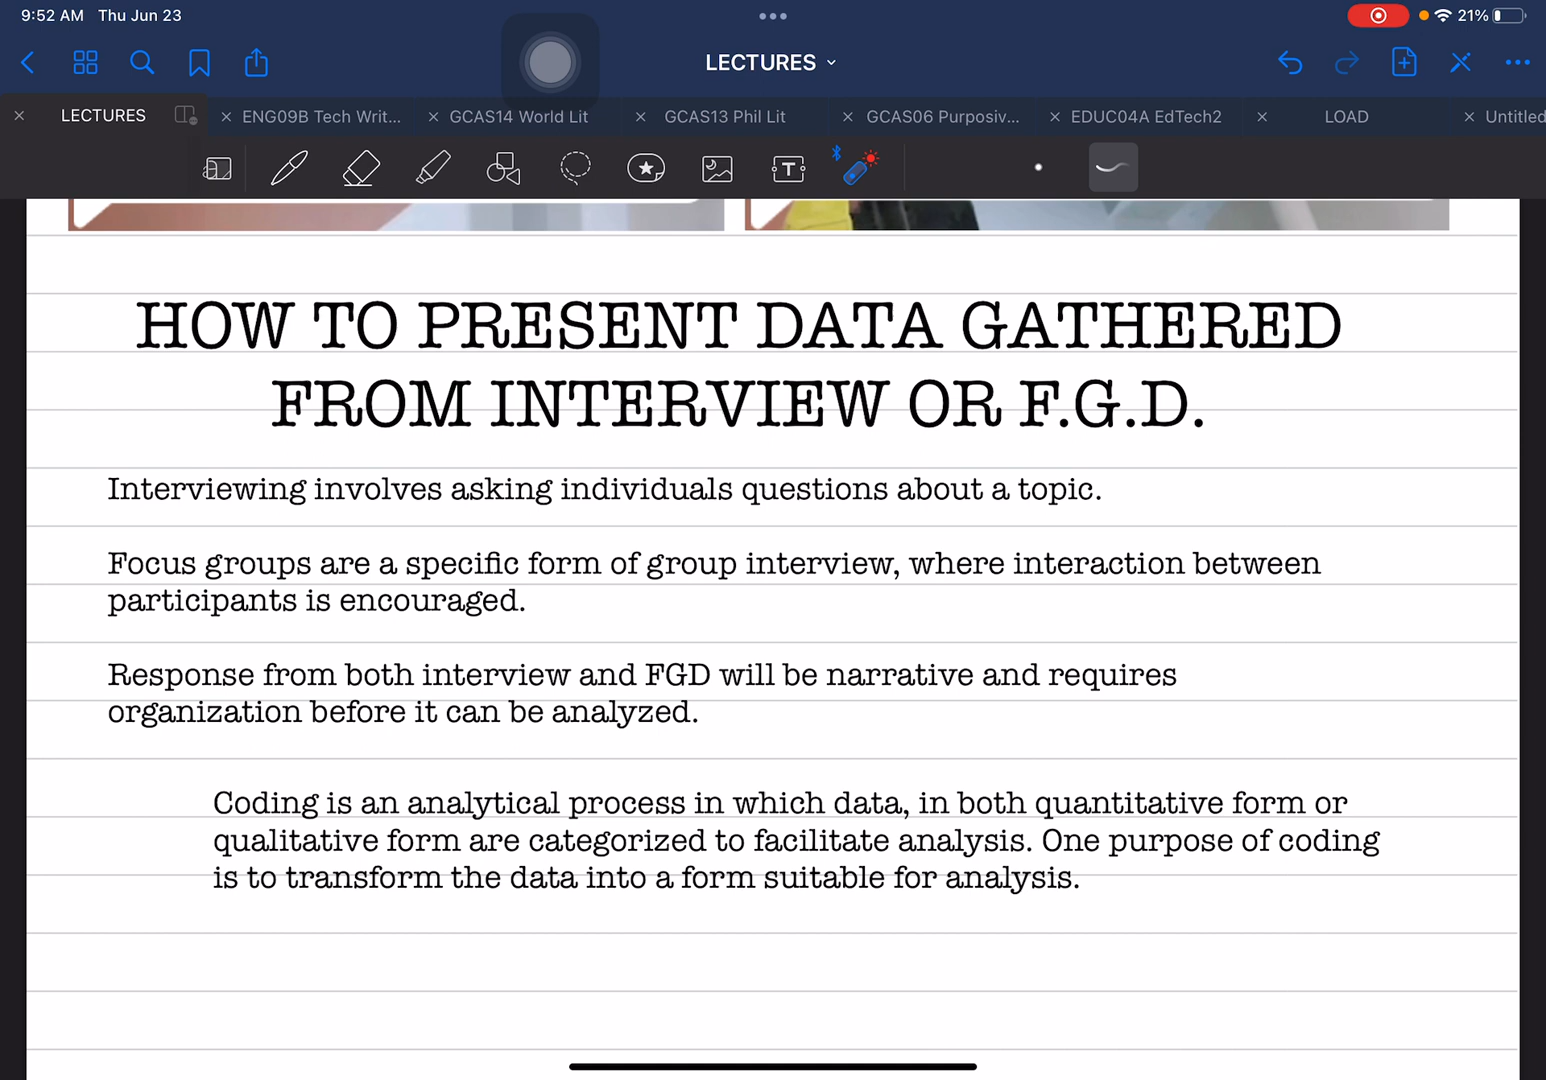 9:52 AM Thu Jun 23
21%
LECTURES
LECTURES
ENG09B Tech Writ...
GCAS14 World Lit
GCAS13 Phil Lit
GCAS06 Purposiv...
EDUC04A EdTech2
LOAD
Untitled
T
HOW TO PRESENT DATA GATHERED
FROM INTERVIEW OR F.G.D.
Interviewing involves asking individuals questions about a topic.
Focus groups are a specific form of group interview, where interaction between
participants is encouraged.
Response from both interview and FGD will be narrative and requires
organization before it can be analyzed.
Coding is an analytical process in which data, in both quantitative form or
qualitative form are categorized to facilitate analysis. One purpose of coding
is to transform the data into a form suitable for analysis.